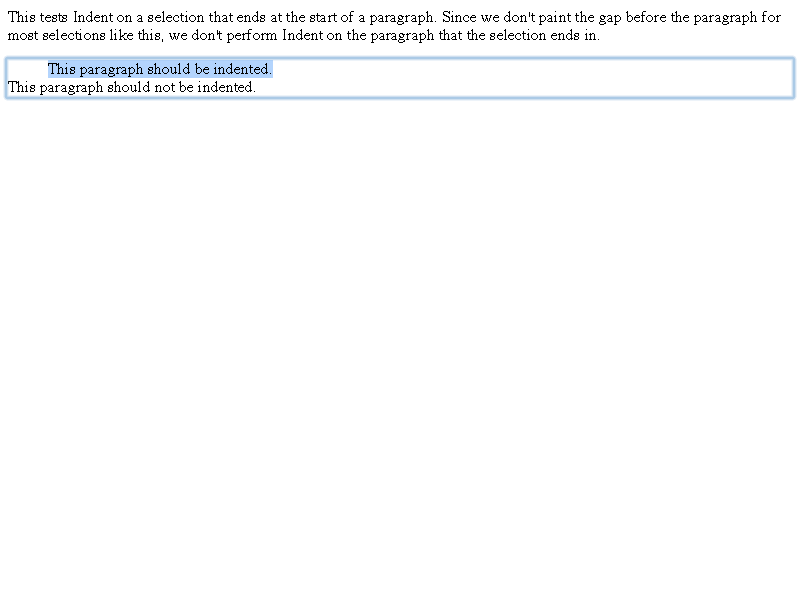 This tests Indent on a selection that ends at the start of a paragraph. Since we don't paint the gap before the paragraph for
most selections like this, we don't perform Indent on the paragraph that the selection ends in.
This paragraph should be indented.
This paragraph should not be indented.